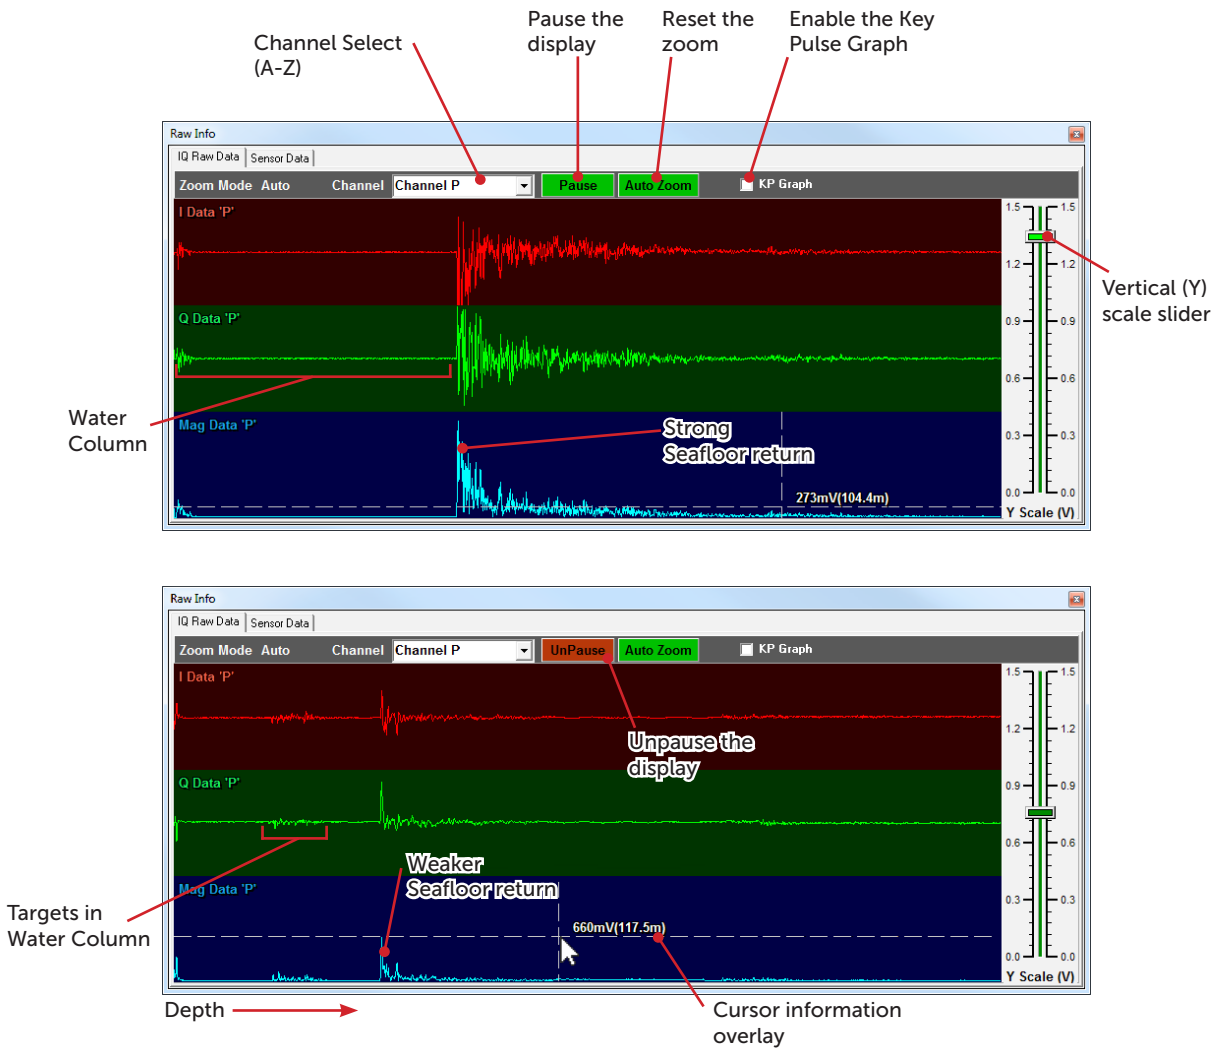 Pause the
display
Reset the
zoom
Enable the Key
Pulse Graph
Channel Select
(A-Z)
Raw Info
IQ Raw Data
Sensor Data
Zoom Mode Auto
Channel
Channel P
Pause
Auto Zoom
KP Graph
I Data 'P'
1.5 1.5
1.2 1.2
Vertical (Y)
scale slider
Q Data 'P'
0.9 0.9
0.6 0.6
Water
Column
Mag Data 'P'
Strong
Seafloor return
0.3 0.3
273mV(104.4m)
0.0 0.0
Y Scale (V)
Raw Info
IQ Raw Data
Sensor Data
Zoom Mode Auto
Channel
Channel P
UnPause
Auto Zoom
KP Graph
I Data 'P'
1.5 1.5
1.2 1.2
Unpause the
display
Q Data 'P'
0.9 0.9
0.6 0.6
Weaker
Seafloor return
Mag Data 'P'
0.3 0.3
Targets in
Water Column
660mV(117.5m)
0.0 0.0
Y Scale (V)
Depth
Cursor information
overlay